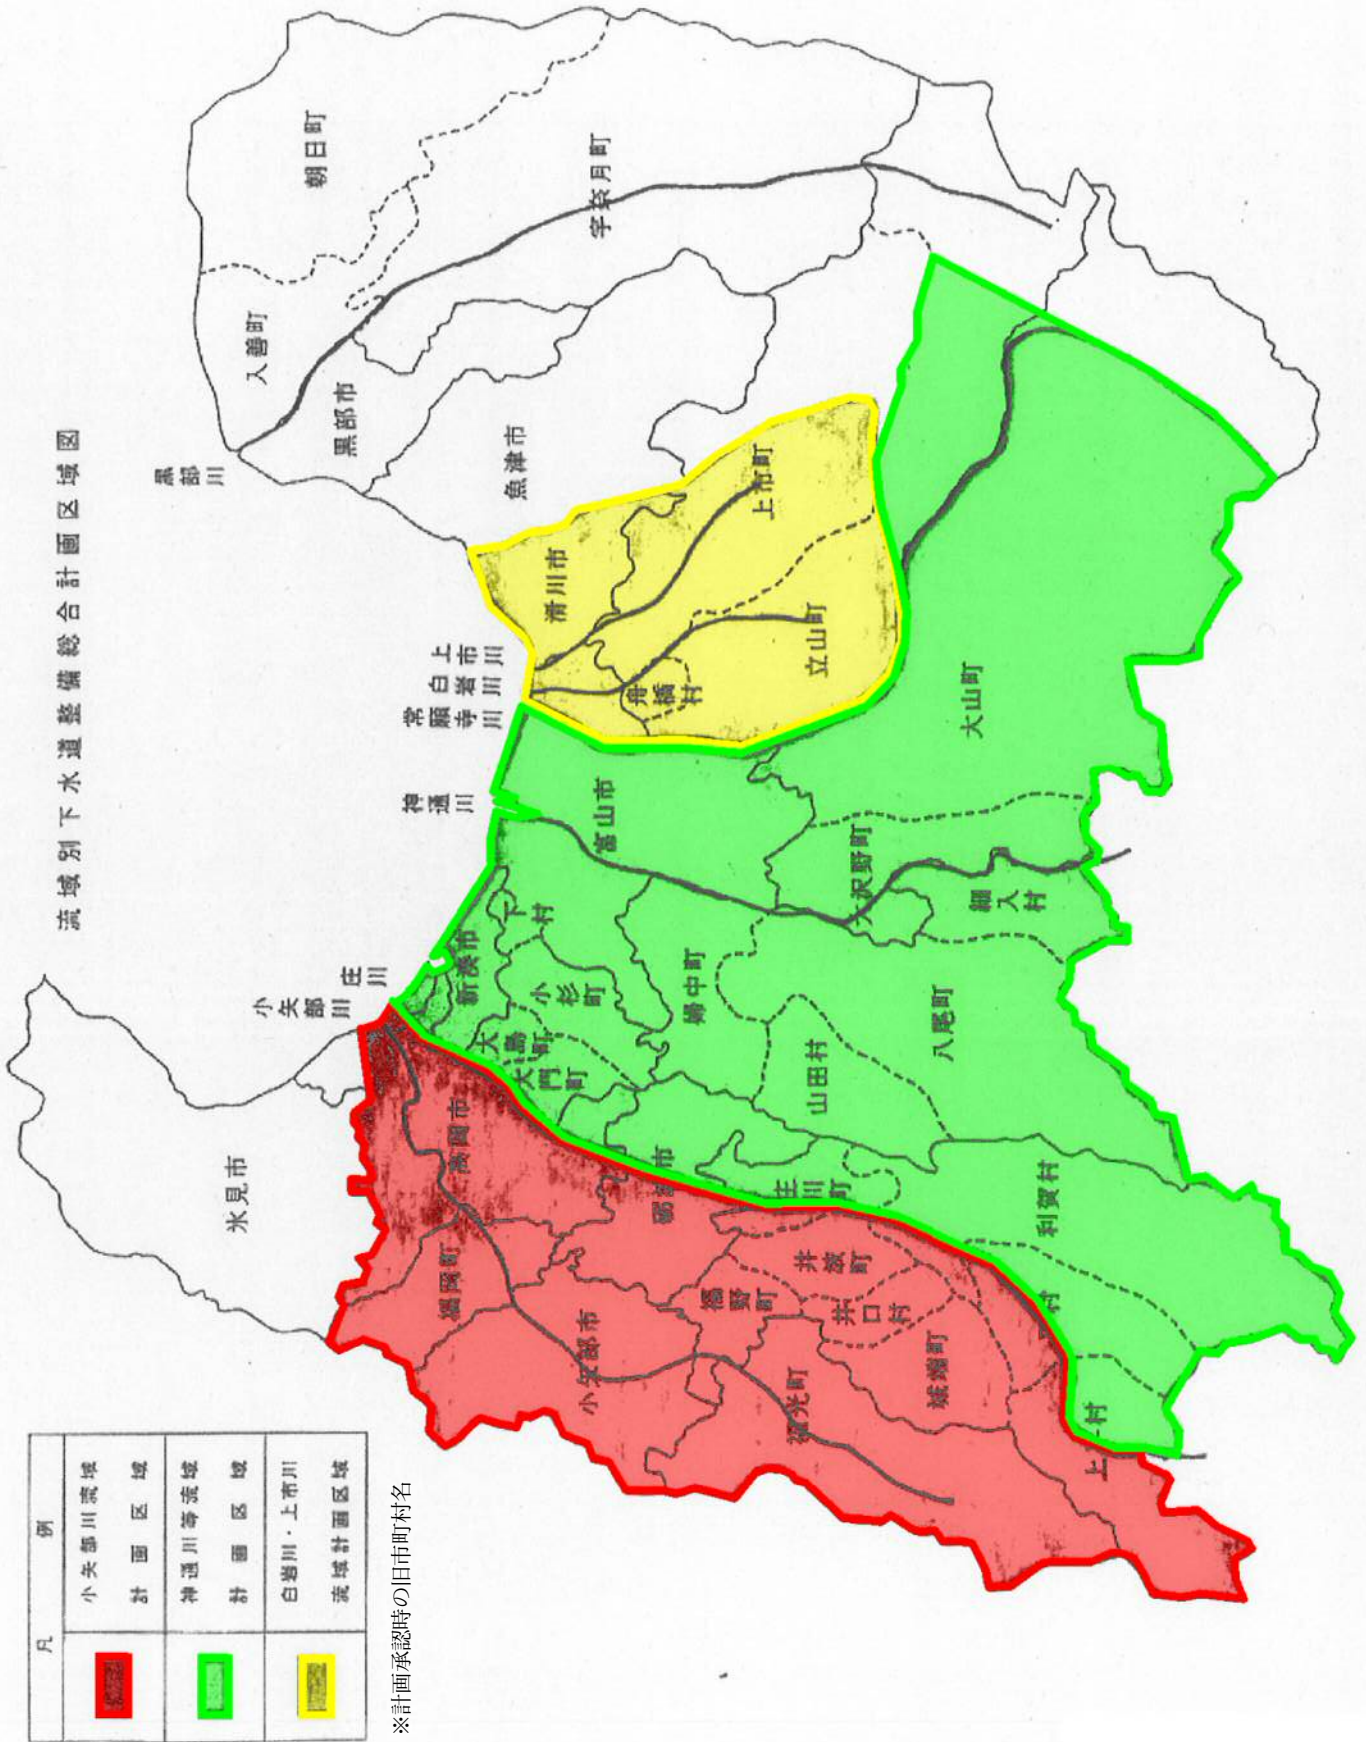 流域別下水道整備総合計画区域図
凡例
小矢部川流域
計画区域
神通川等流域
計画区域
白岩川・上市川
流域計画区域
※計画承認時の旧市町村名
小矢部川
庄川
神通川
常願寺川
白岩川
上市川
黒部川
氷見市
高岡市
福岡町
小矢部市
砺
市
福野町
井波町
井口村
城端町
福光町
上
村
村
新湊市
大島町
大門町
小杉町
下村
富山市
婦中町
山田村
八尾町
庄川町
利賀村
大沢野町
細入村
大山町
滑川市
上市町
舟橋村
立山町
魚津市
黒部市
入善町
朝日町
宇奈月町